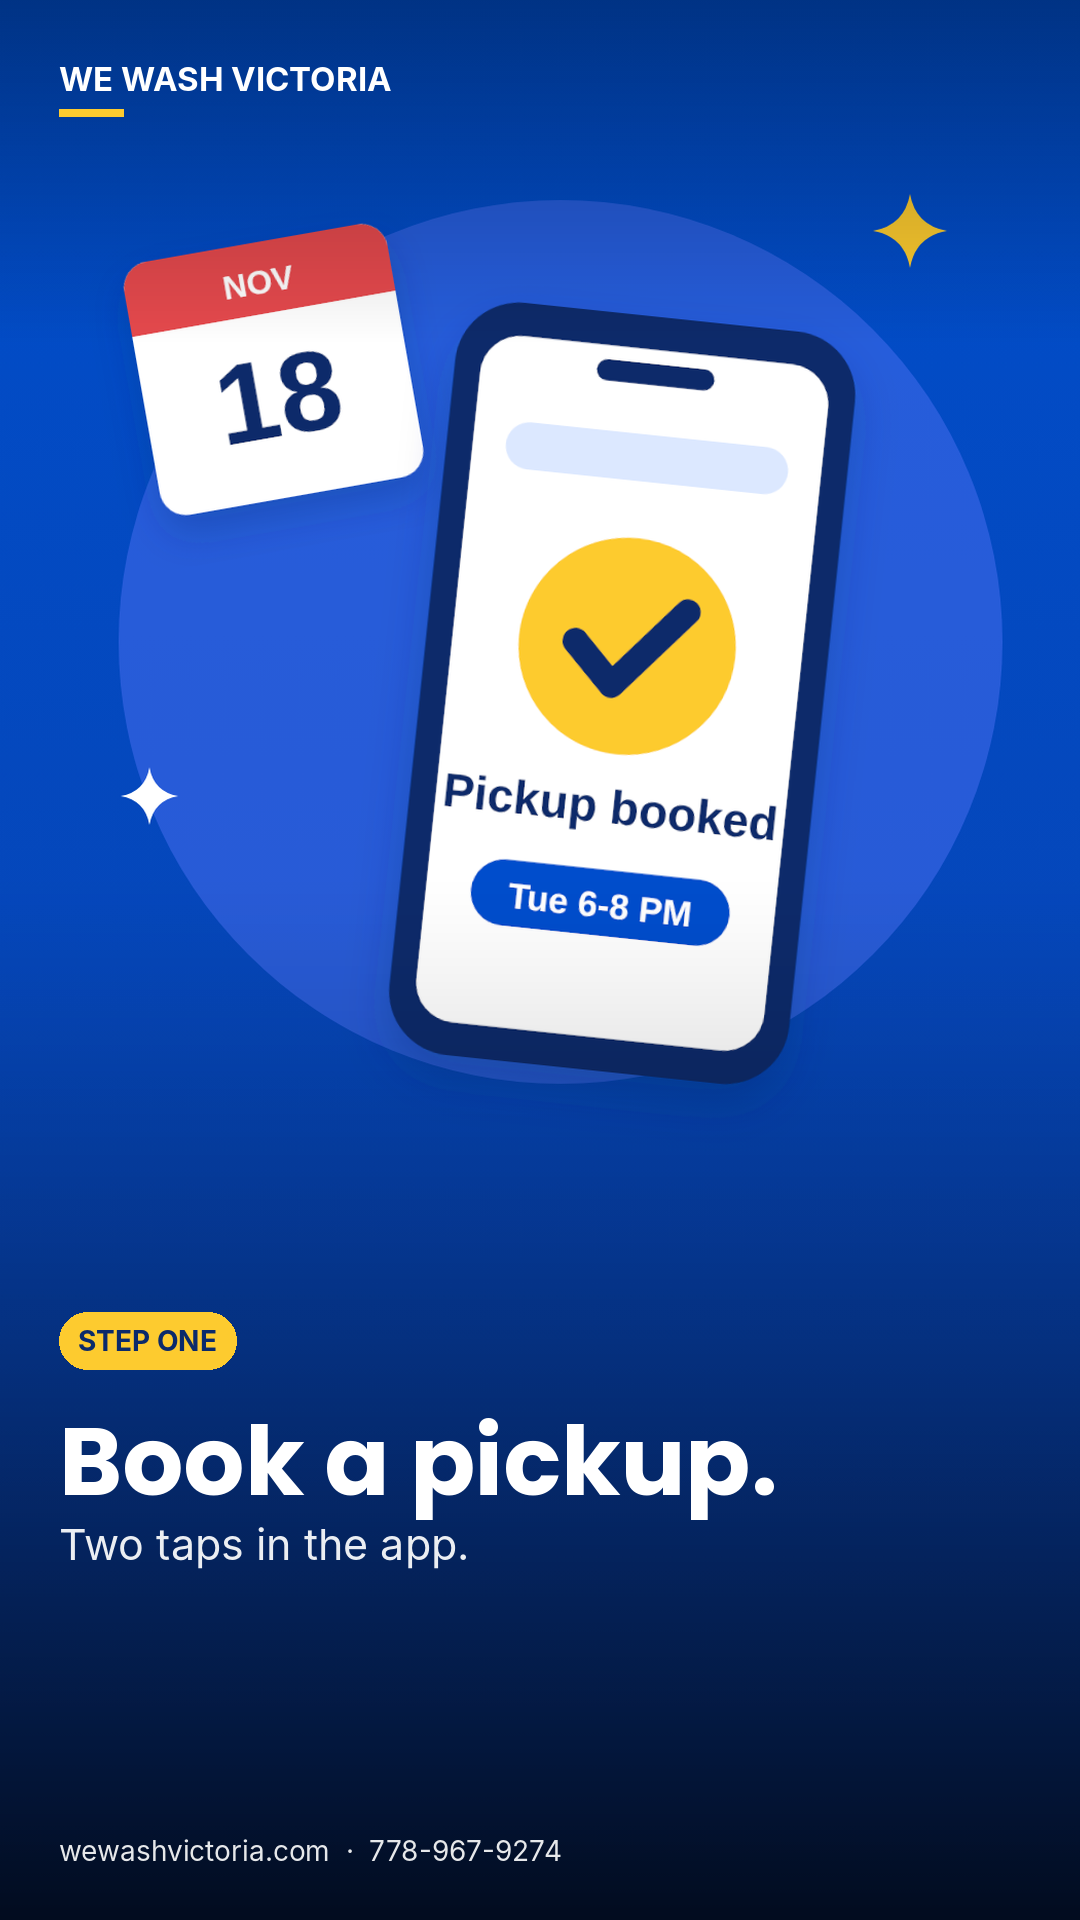 WE WASH VICTORIA
NOV
18
Pickup booked
Tue 6-8 PM
STEP ONE
Book a pickup.
Two taps in the app.
wewashvictoria.com · 778-967-9274